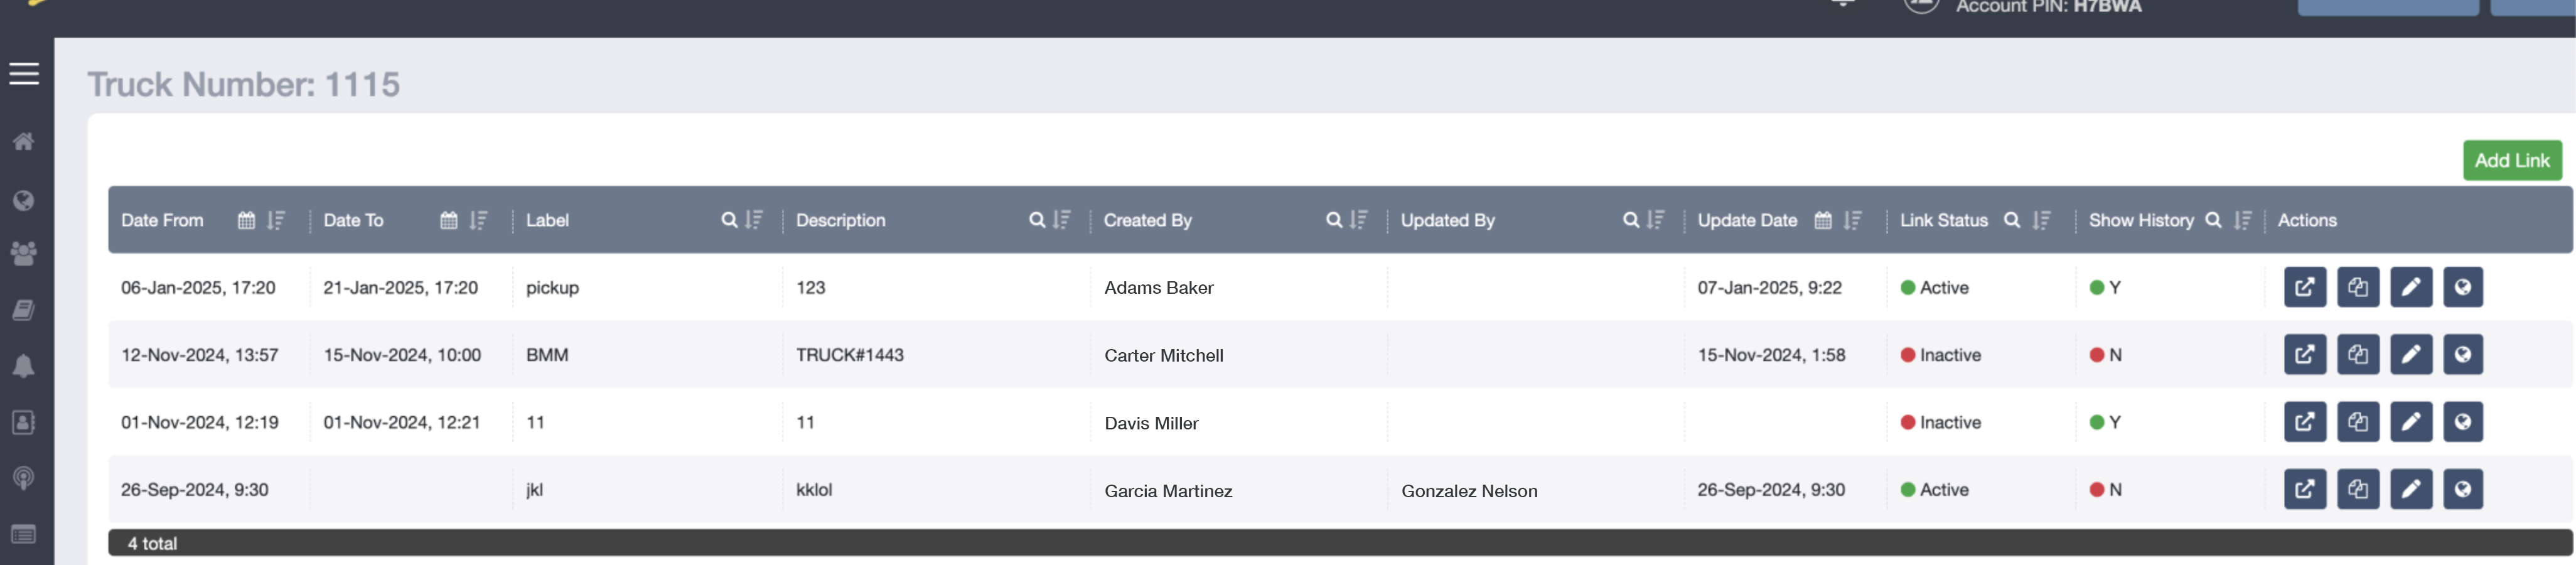 Account PIN: H7BWA
Truck Number: 1115
Add Link
Date From Date To Label Description Created By Updated By Update Date Link Status Show History Actions
06-Jan-2025, 17:20 21-Jan-2025, 17:20 pickup 123 Adams Baker 07-Jan-2025, 9:22 Active Y
12-Nov-2024, 13:57 15-Nov-2024, 10:00 BMM TRUCK#1443 Carter Mitchell 15-Nov-2024, 1:58 Inactive N
01-Nov-2024, 12:19 01-Nov-2024, 12:21 11 11 Davis Miller Inactive Y
26-Sep-2024, 9:30 jkl kklol Garcia Martinez Gonzalez Nelson 26-Sep-2024, 9:30 Active N
4 total